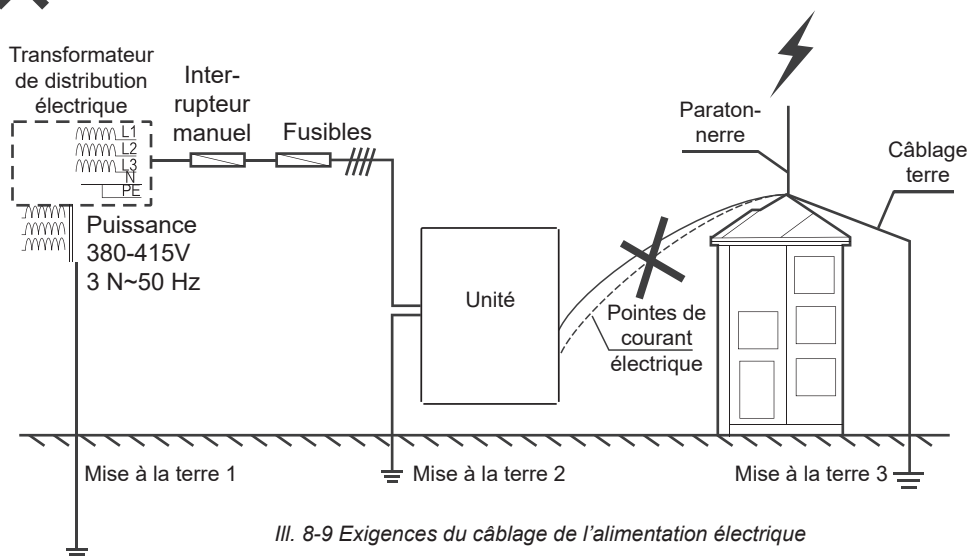 Transformateur
de distribution
électrique
Inter-
rupteur
manuel
Fusibles
L1
L2
L3
N
PE
Puissance
380-415V
3 N~50 Hz
Unité
Paraton-
nerre
Câblage
terre
Pointes de
courant
électrique
Mise à la terre 1
Mise à la terre 2
Mise à la terre 3
Ill. 8-9 Exigences du câblage de l'alimentation électrique